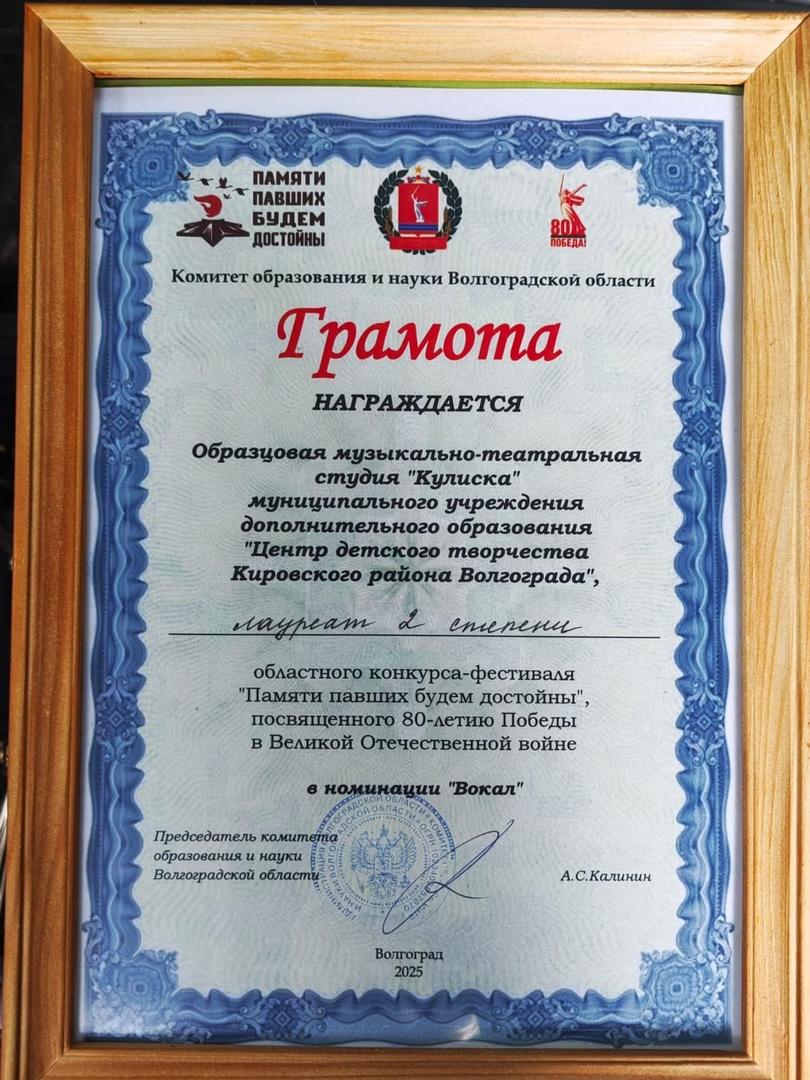 ПАМЯТИ
ПАВШИХ
БУДЕМ
ДОСТОЙНЫ
80
ПОБЕДА!
Комитет образования и науки Волгоградской области
Грамота
НАГРАЖДАЕТСЯ
Образцовая музыкально-театральная
студия "Кулиска"
муниципального учреждения
дополнительного образования
"Центр детского творчества
Кировского района Волгограда",
лауреат 2 степени
областного конкурса-фестиваля
"Памяти павших будем достойны",
посвященного 80-летию Победы
в Великой Отечественной войне
в номинации "Вокал"
Председатель комитета
образования и науки
Волгоградской области
А.С.Калинин
Волгоград
2025